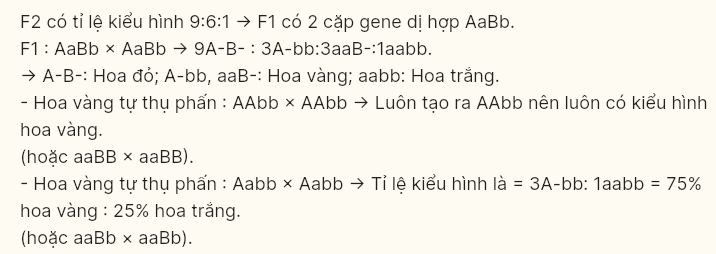 F2 có tỉ lệ kiểu hình 9:6:1 → F1 có 2 cặp gene dị hợp AaBb.
F1 : AaBb × AaBb → 9A-B- : 3A-bb:3aaB-:1aabb.
→ A-B-: Hoa đỏ; A-bb, aaB-: Hoa vàng; aabb: Hoa trắng.
- Hoa vàng tự thụ phấn : AAbb × AAbb → Luôn tạo ra AAbb nên luôn có kiểu hình
hoa vàng.
(hoặc aaBB × aaBB).
- Hoa vàng tự thụ phấn : Aabb × Aabb → Tỉ lệ kiểu hình là = 3A-bb: 1aabb = 75%
hoa vàng : 25% hoa trắng.
(hoặc aaBb × aaBb).